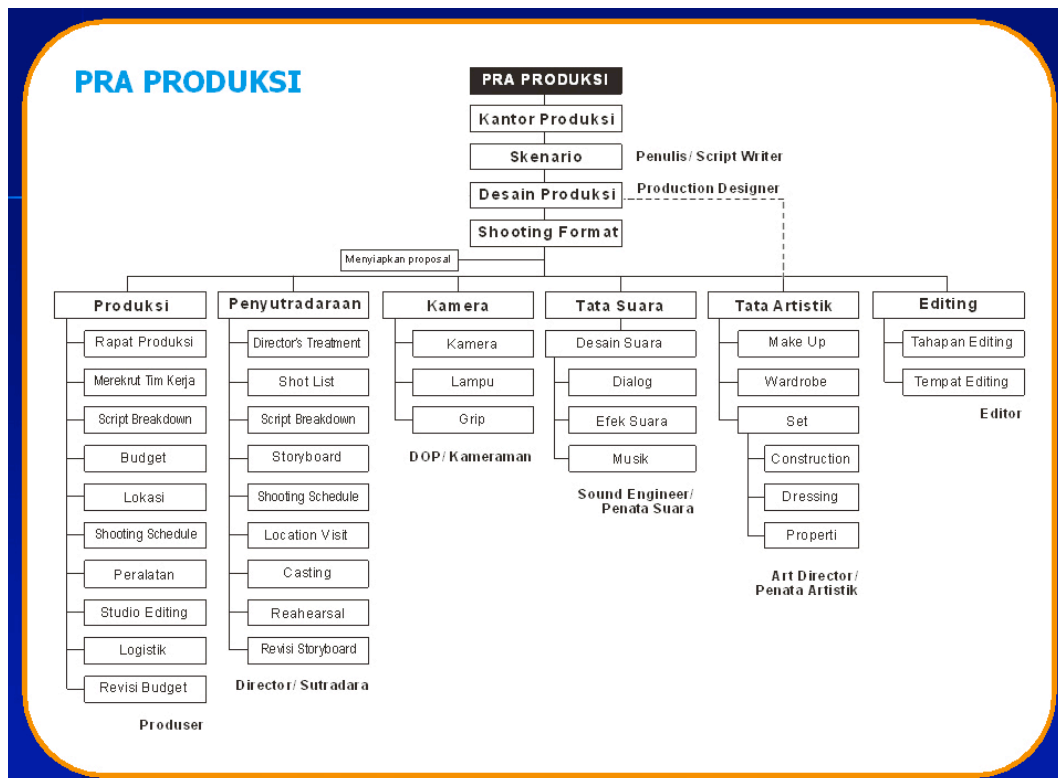 PRA PRODUKSI
PRA PRODUKSI
Kantor Produksi
Skenario
Penulis/ Script Writer
Desain Produksi
Production Designer
Shooting Format
Menyiapkan proposal
Produksi
Rapat Produksi
Merekrut Tim Kerja
Script Breakdown
Budget
Lokasi
Shooting Schedule
Peralatan
Studio Editing
Logistik
Revisi Budget
Produser
Penyutradaraan
Director's Treatment
Shot List
Script Breakdown
Storyboard
Shooting Schedule
Location Visit
Casting
Reahearsal
Revisi Storyboard
Director/ Sutradara
Kamera
Kamera
Lampu
Grip
DOP/ Kameraman
Tata Suara
Desain Suara
Dialog
Efek Suara
Musik
Sound Engineer/
Penata Suara
Tata Artistik
Make Up
Wardrobe
Set
Construction
Dressing
Properti
Art Director/
Penata Artistik
Editing
Tahapan Editing
Tempat Editing
Editor